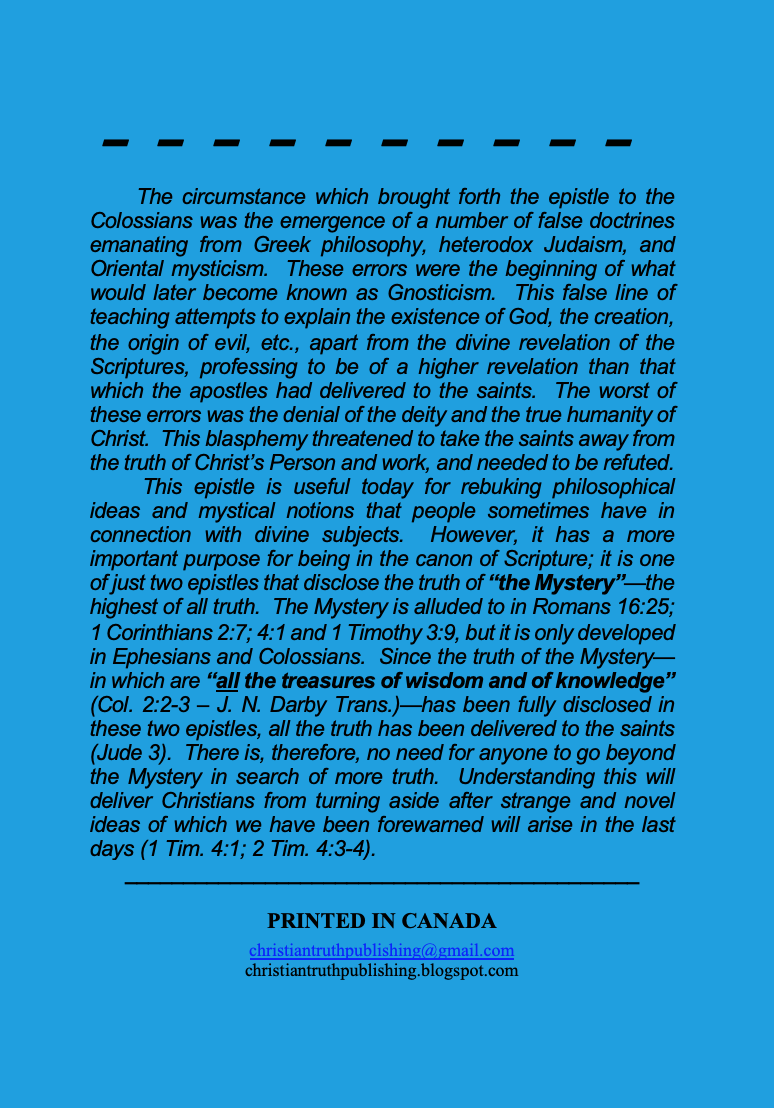 The circumstance which brought forth the epistle to the
Colossians was the emergence of a number of false doctrines
emanating from Greek philosophy, heterodox Judaism, and
Oriental mysticism.  These errors were the beginning of what
would later become known as Gnosticism.  This false line of
teaching attempts to explain the existence of God, the creation,
the origin of evil, etc., apart from the divine revelation of the
Scriptures, professing to be of a higher revelation than that
which the apostles had delivered to the saints.  The worst of
these errors was the denial of the deity and the true humanity of
Christ.  This blasphemy threatened to take the saints away from
the truth of Christ’s Person and work, and needed to be refuted.
This epistle is useful today for rebuking philosophical
ideas and mystical notions that people sometimes have in
connection with divine subjects.  However, it has a more
important purpose for being in the canon of Scripture; it is one
of just two epistles that disclose the truth of “the Mystery”—the
highest of all truth.  The Mystery is alluded to in Romans 16:25;
1 Corinthians 2:7; 4:1 and 1 Timothy 3:9, but it is only developed
in Ephesians and Colossians.  Since the truth of the Mystery—
in which are “all the treasures of wisdom and of knowledge”
(Col. 2:2-3 – J. N. Darby Trans.)—has been fully disclosed in
these two epistles, all the truth has been delivered to the saints
(Jude 3).  There is, therefore, no need for anyone to go beyond
the Mystery in search of more truth.  Understanding this will
deliver Christians from turning aside after strange and novel
ideas of which we have been forewarned will arise in the last
days (1 Tim. 4:1; 2 Tim. 4:3-4).
PRINTED IN CANADA
christiantruthpublishing@gmail.com
christiantruthpublishing.blogspot.com